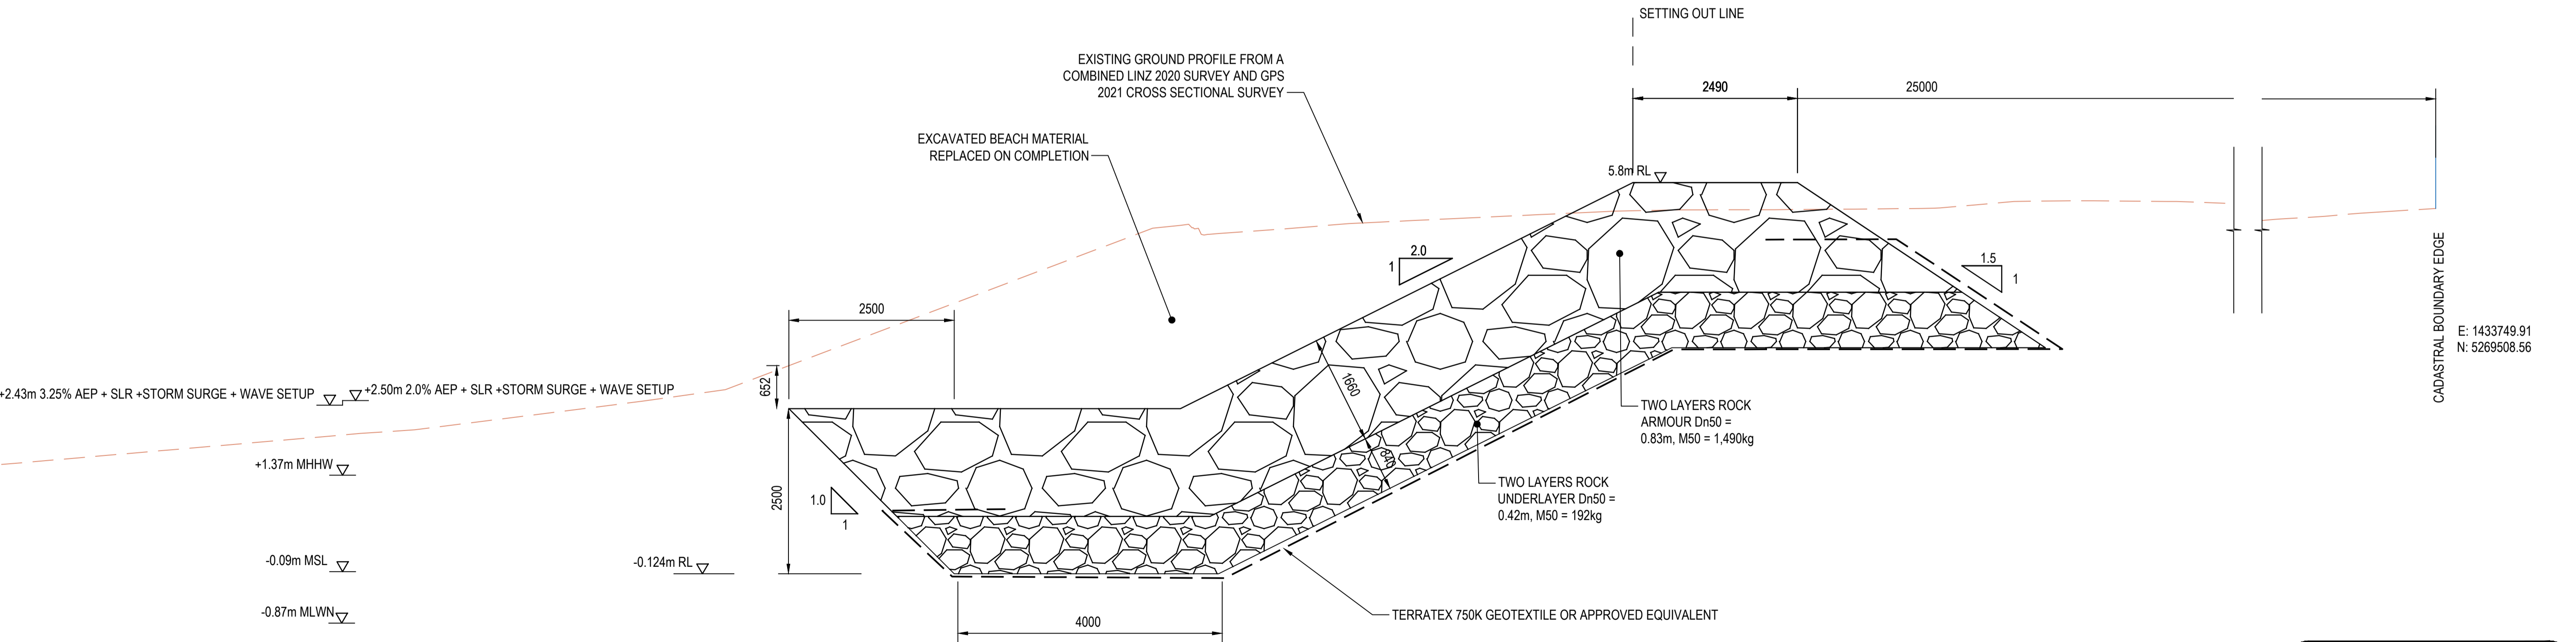 SETTING OUT LINE
EXISTING GROUND PROFILE FROM A
COMBINED LINZ 2020 SURVEY AND GPS
2021 CROSS SECTIONAL SURVEY
2490
25000
EXCAVATED BEACH MATERIAL
REPLACED ON COMPLETION
5.8m RL
2.0
1
1.5
1
2500
CADASTRAL BOUNDARY EDGE
E: 1433749.91
N: 5269508.56
652
+2.43m 3.25% AEP + SLR +STORM SURGE + WAVE SETUP
+2.50m 2.0% AEP + SLR +STORM SURGE + WAVE SETUP
1660
TWO LAYERS ROCK
ARMOUR Dn50 =
0.83m, M50 = 1,490kg
840
+1.37m MHHW
2500
1.0
1
TWO LAYERS ROCK
UNDERLAYER Dn50 =
0.42m, M50 = 192kg
-0.09m MSL
-0.124m RL
-0.87m MLWN
4000
TERRATEX 750K GEOTEXTILE OR APPROVED EQUIVALENT